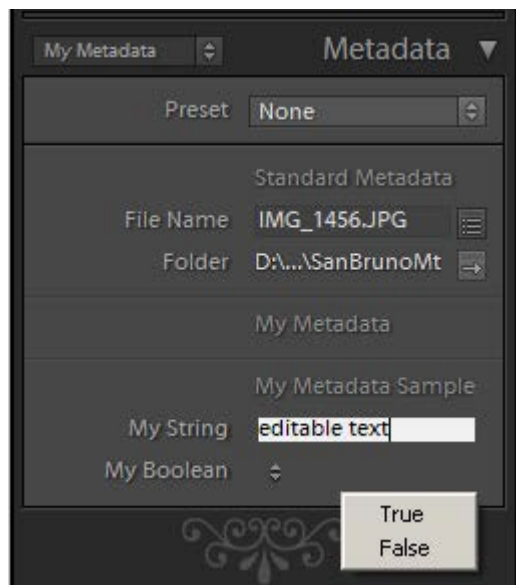 My Metadata Metadata
Preset None
Standard Metadata
File Name IMG_1456.JPG
Folder D:\...\SanBrunoMt
My Metadata
My Metadata Sample
My String editable text
My Boolean
True
False